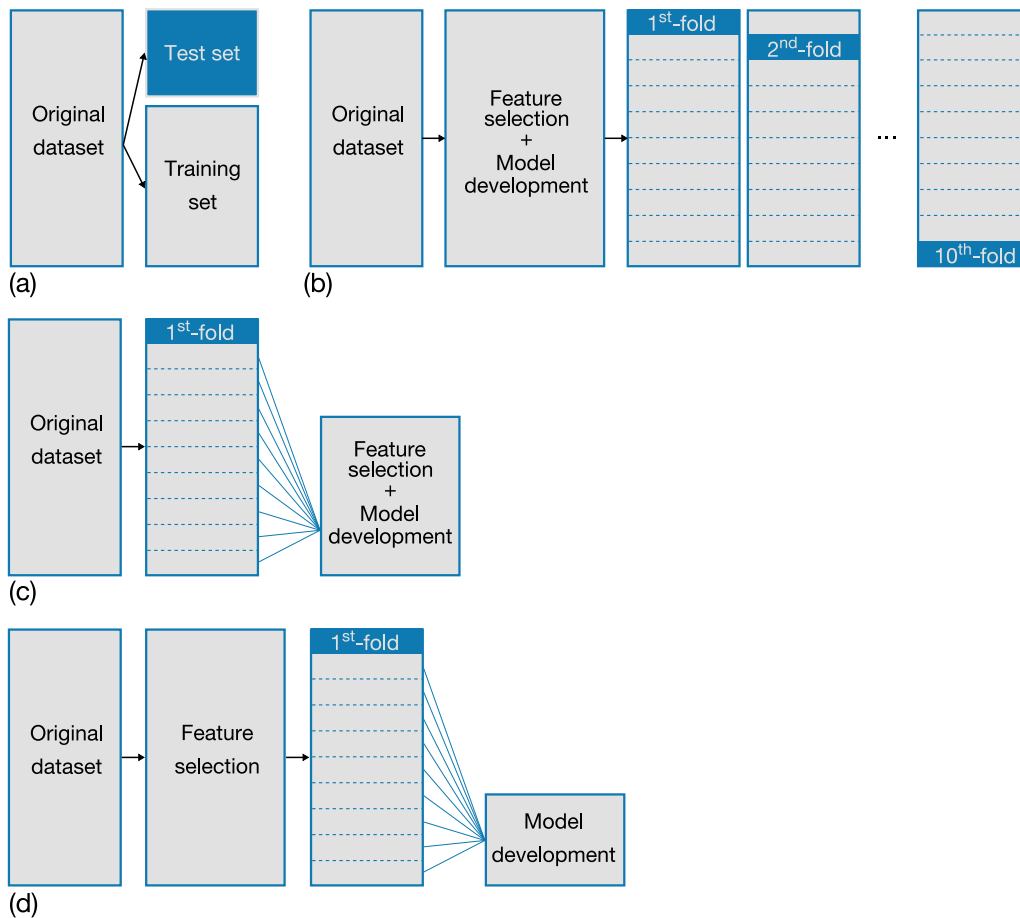 Original
dataset
Test set
Training
set
(a)
Original
dataset
Feature
selection
+
Model
development
1st-fold
2nd-fold
...
10th-fold
(b)
Original
dataset
1st-fold
Feature
selection
+
Model
development
(c)
Original
dataset
Feature
selection
1st-fold
Model
development
(d)